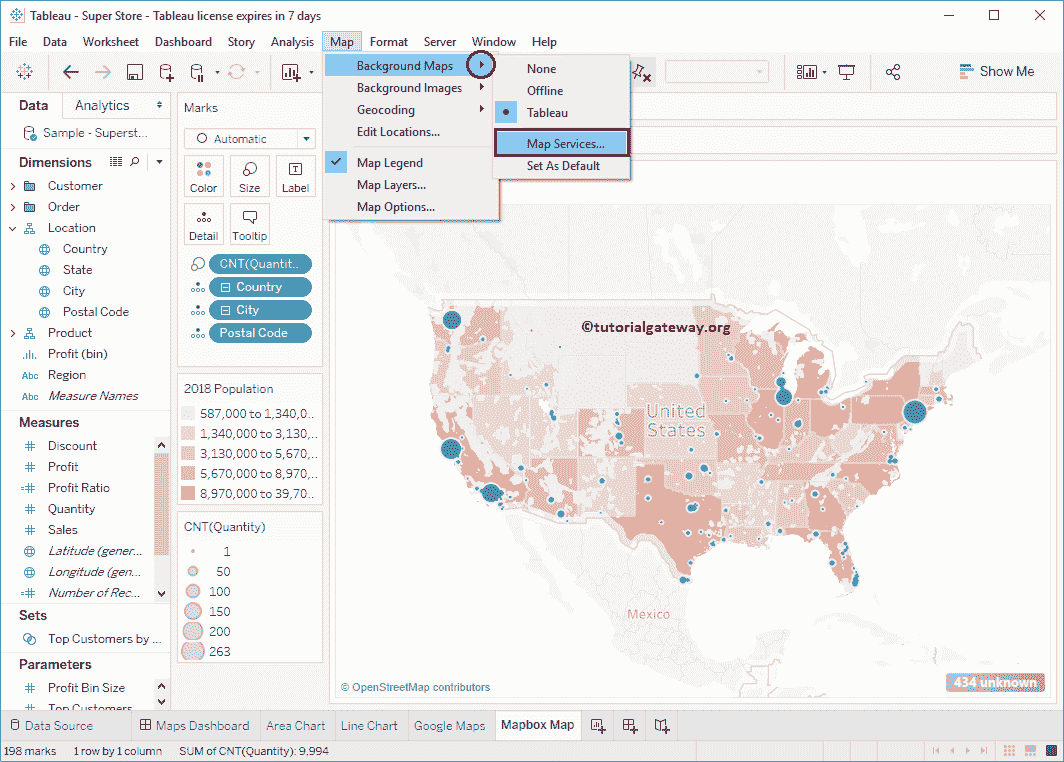 Tableau - Super Store - Tableau license expires in 7 days
File Data Worksheet Dashboard Story Analysis Map Format Server Window Help
Background Maps
Background Images
Geocoding
Edit Locations...
Map Legend
Map Layers...
Map Options...
None
Offline
Tableau
Map Services...
Set As Default
Show Me
Data Analytics
Sample - Superst...
Dimensions
Customer
Order
Location
Country
State
City
Postal Code
Product
Profit (bin)
Abc Region
Abc Measure Names
Measures
Discount
Profit
Profit Ratio
Quantity
Sales
Latitude (gener...
Longitude (gen...
Number of Rec...
Sets
Top Customers by ...
Parameters
Profit Bin Size
Top Customers
Marks
Automatic
Color Size Label
Detail Tooltip
CNT(Quantit..
Country
City
Postal Code
2018 Population
587,000 to 1,340,0..
1,340,000 to 3,130,..
3,130,000 to 5,670,..
5,670,000 to 8,970,..
8,970,000 to 39,70..
CNT(Quantity)
1
50
100
150
200
263
©tutorialgateway.org
United
States
Mexico
© OpenStreetMap contributors
434 unknown
Data Source Maps Dashboard Area Chart Line Chart Google Maps Mapbox Map
198 marks 1 row by 1 column SUM of CNT(Quantity): 9,994